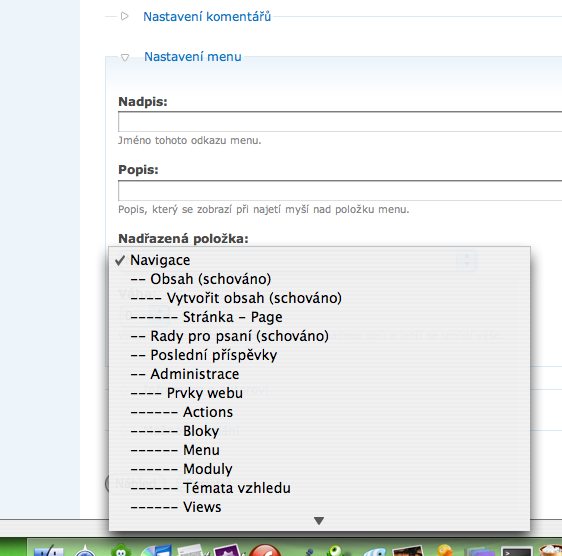 Nastavení komentářů
Nastavení menu
Nadpis:
Jméno tohoto odkazu menu.
Popis:
Popis, který se zobrazí při najetí myší nad položku menu.
Nadřazená položka:
✓ Navigace
-- Obsah (schováno)
---- Vytvořit obsah (schováno)
------ Stránka - Page
-- Rady pro psaní (schováno)
-- Poslední příspěvky
-- Administrace
---- Prvky webu
------ Actions
------ Bloky
------ Menu
------ Moduly
------ Témata vzhledu
------ Views